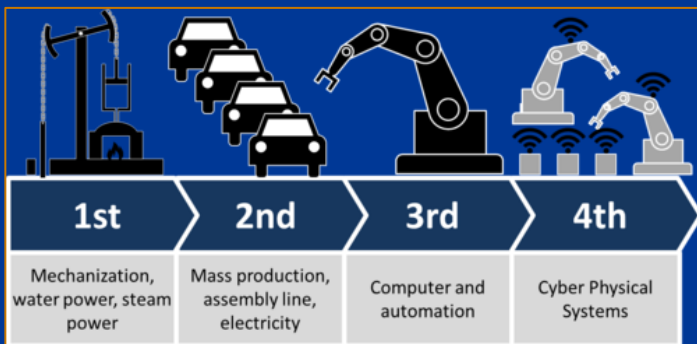 1st
2nd
3rd
4th
Mechanization,
water power, steam
power
Mass production,
assembly line,
electricity
Computer and
automation
Cyber Physical
Systems